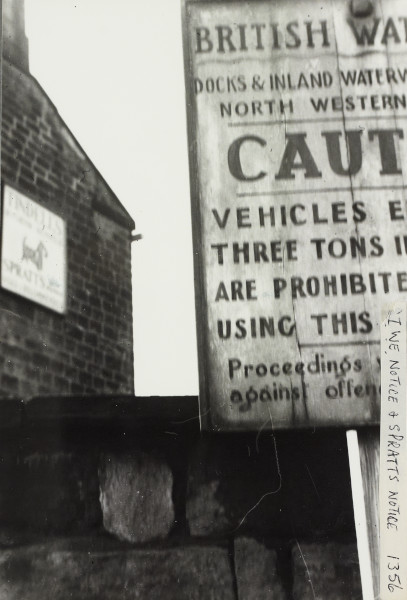 BRITISH WAT
DOCKS & INLAND WATERW
NORTH WESTERN
CAUT
VEHICLES E
THREE TONS I
ARE PROHIBITE
USING THIS
Proceedings
against offen
TINDELLS
SPRATTS
I.W.E. NOTICE & SPRATTS NOTICE 1356